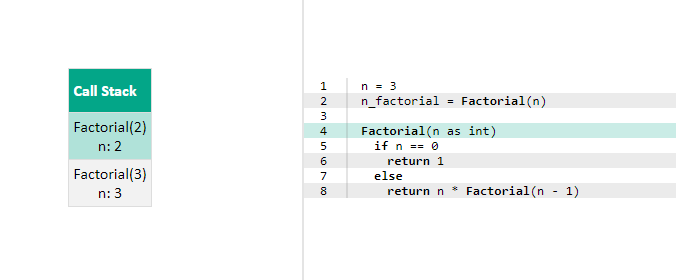 Call Stack
Factorial(2)
n: 2
Factorial(3)
n: 3
1 n = 3
2 n_factorial = Factorial(n)
3
4 Factorial(n as int)
5 if n == 0
6 return 1
7 else
8 return n * Factorial(n - 1)